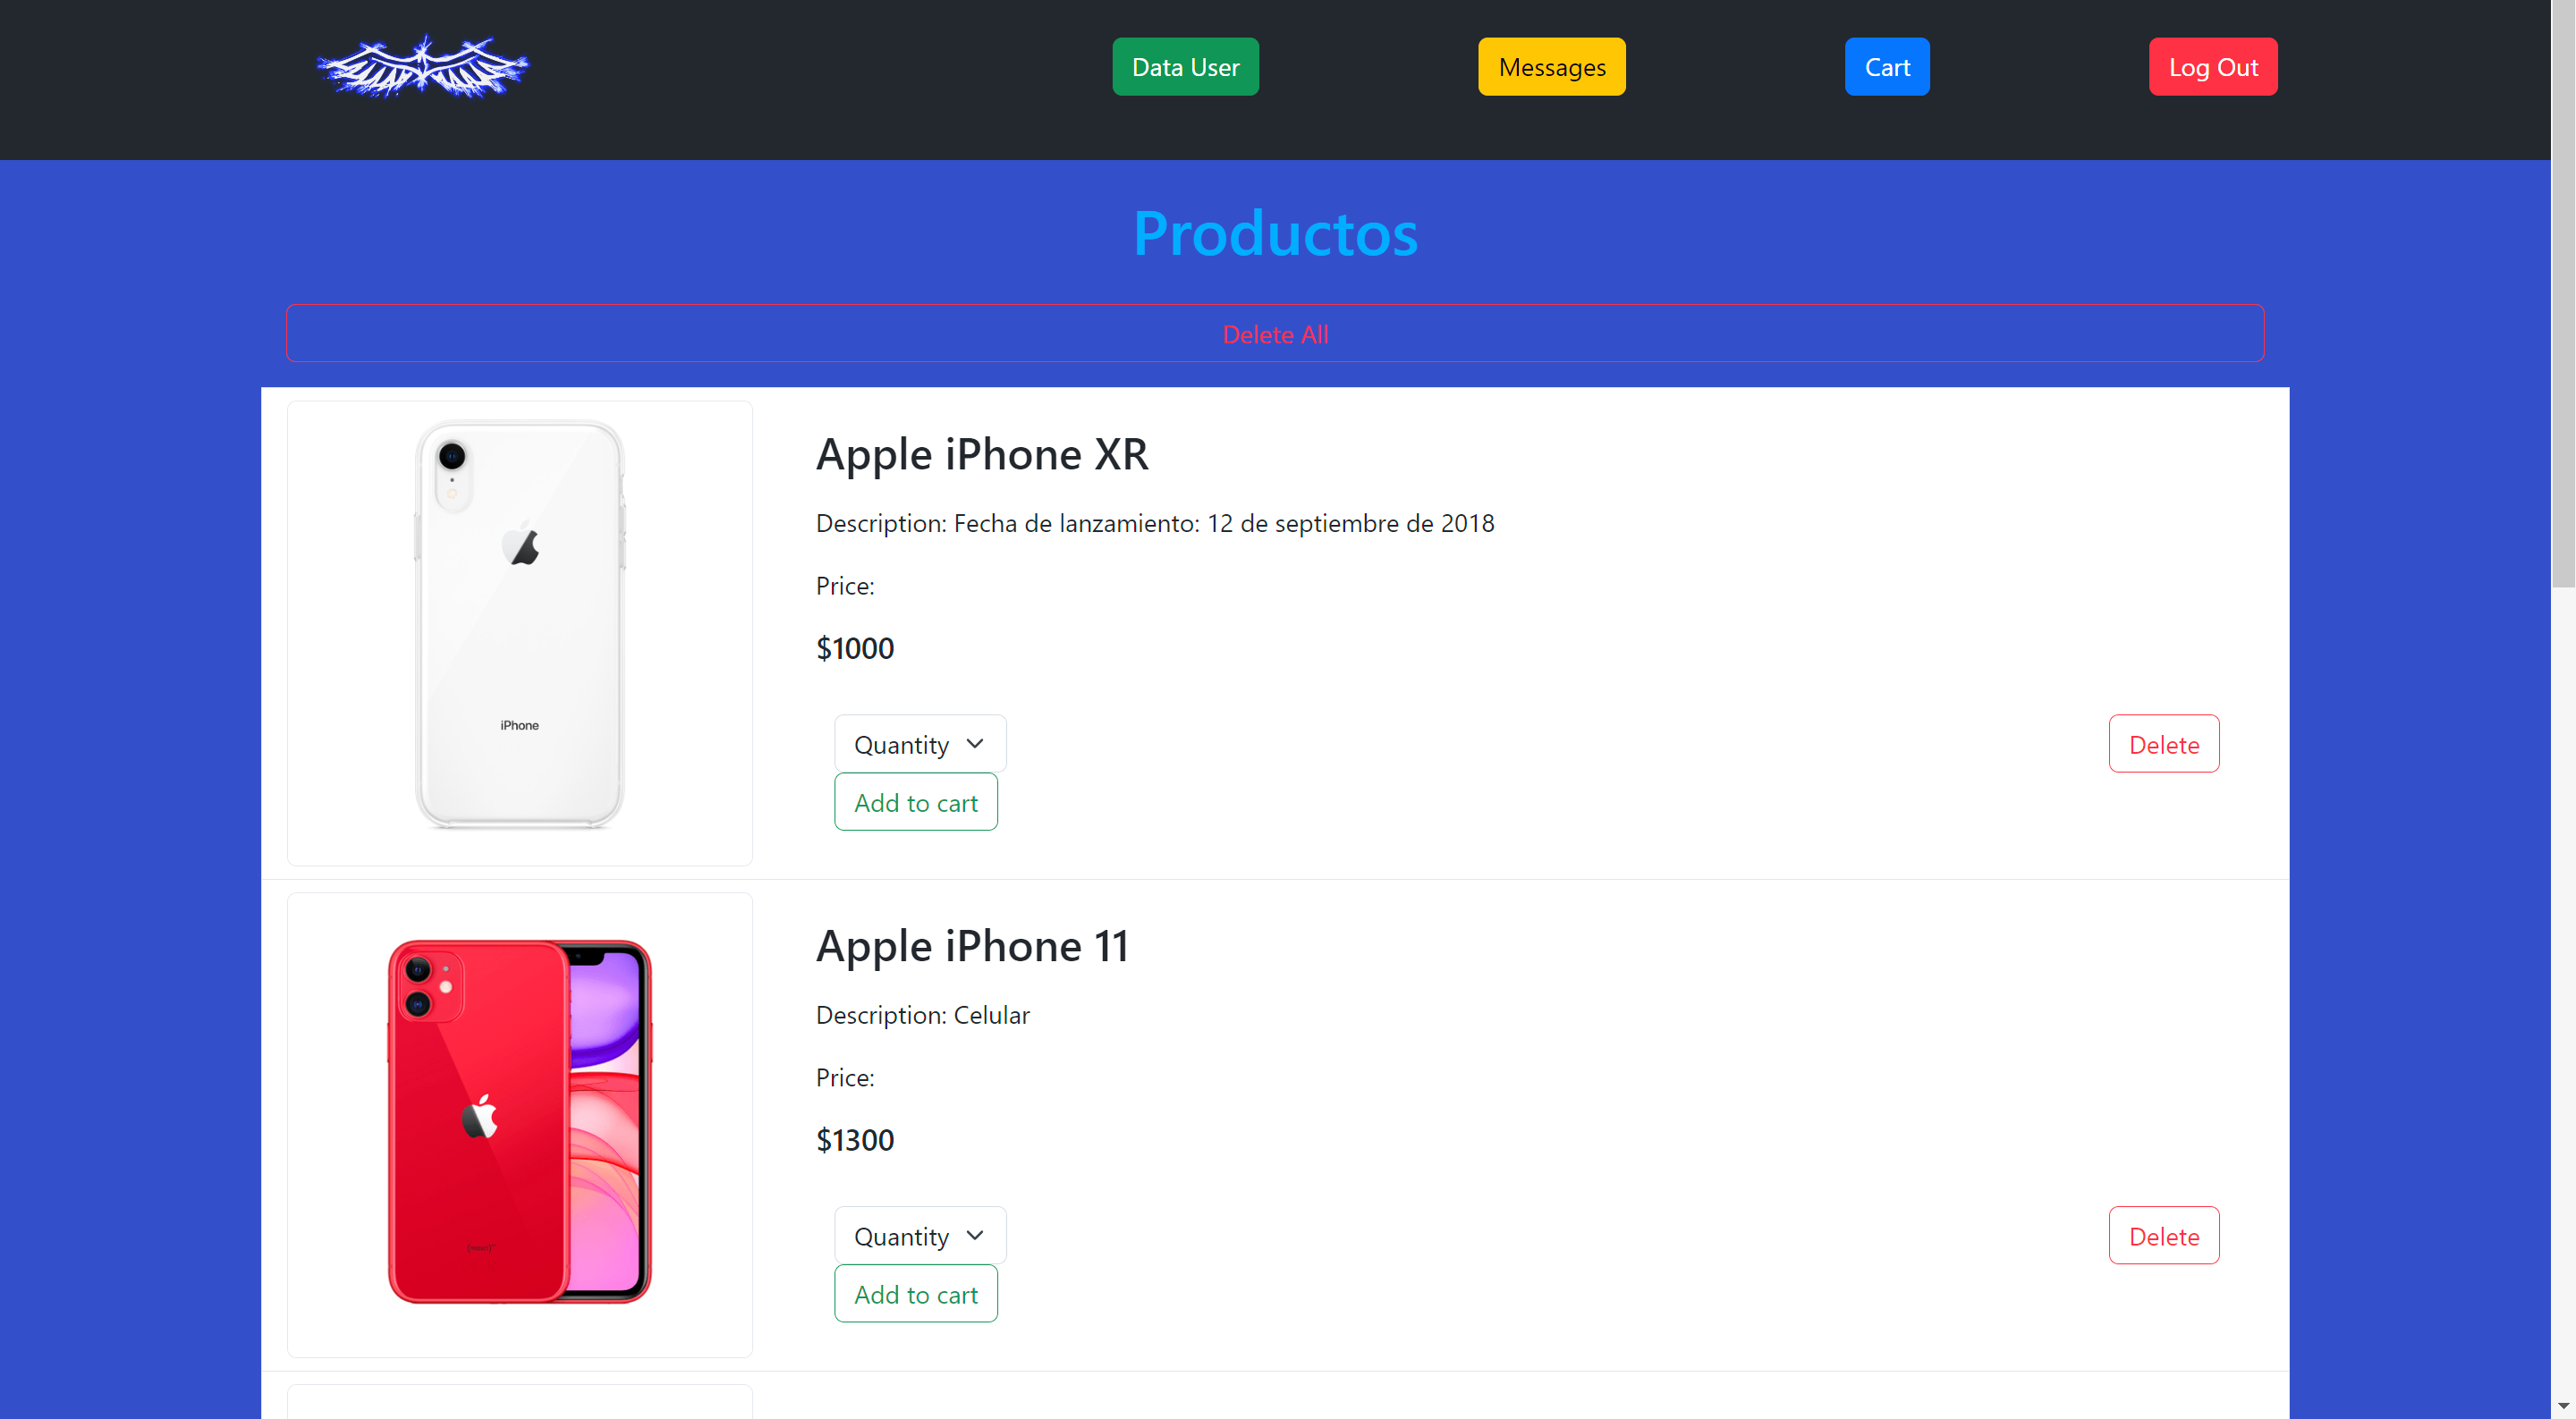 Data User
Messages
Cart
Log Out
Productos
Delete All
Apple iPhone XR
Description: Fecha de lanzamiento: 12 de septiembre de 2018
Price:
$1000
Quantity
Delete
Add to cart
iPhone
Apple iPhone 11
Description: Celular
Price:
$1300
Quantity
Delete
Add to cart